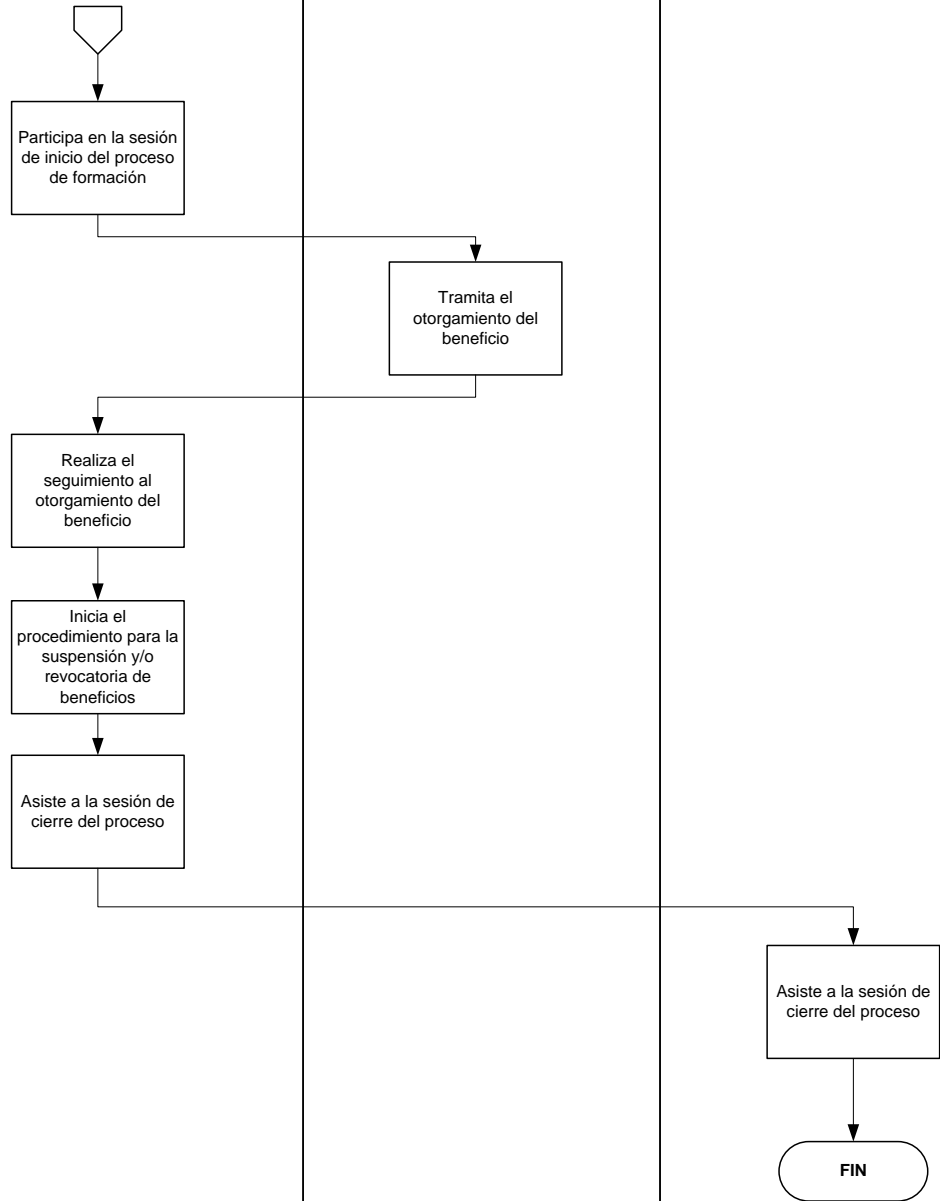 Participa en la sesión
de inicio del proceso
de formación
Tramita el
otorgamiento del
beneficio
Realiza el
seguimiento al
otorgamiento del
beneficio
Inicia el
procedimiento para la
suspensión y/o
revocatoria de
beneficios
Asiste a la sesión de
cierre del proceso
Asiste a la sesión de
cierre del proceso
FIN